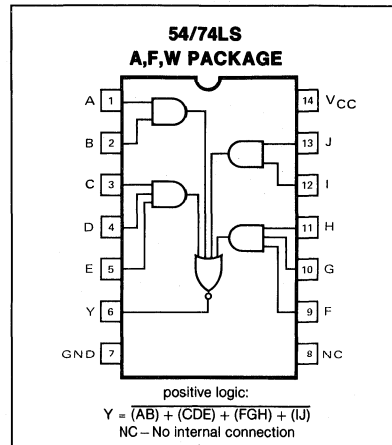 54/74LS
A,F,W PACKAGE
A 1 14 VCC
B 2 13 J
C 3 12 I
D 4 11 H
E 5 10 G
Y 6 9 F
GND 7 8 NC
positive logic:
Y = (AB) + (CDE) + (FGH) + (IJ)
NC – No internal connection